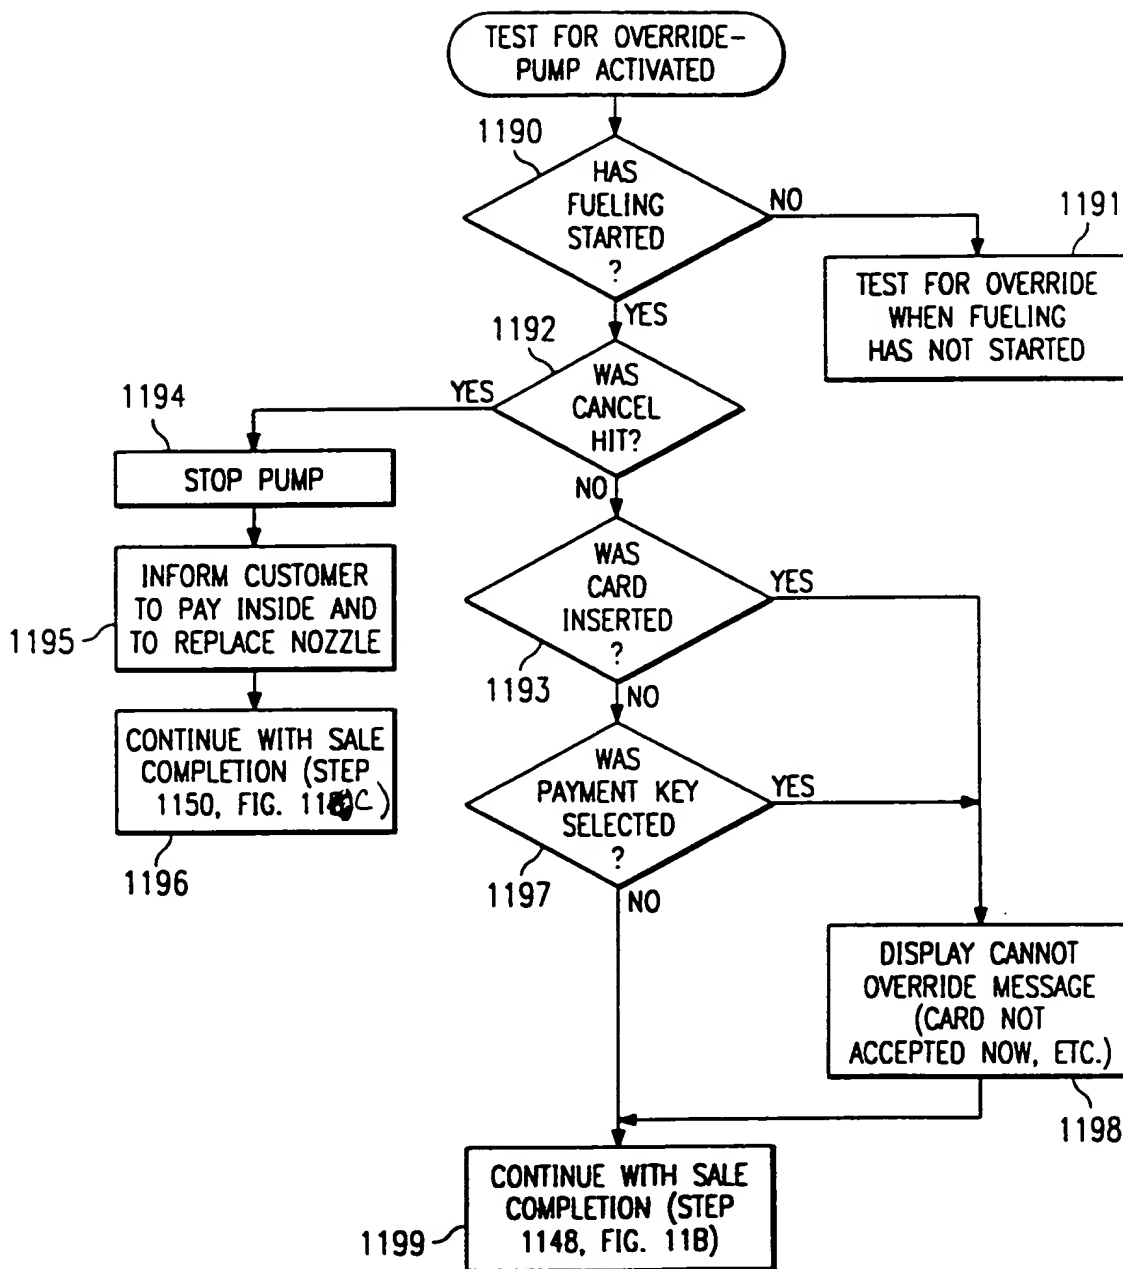 TEST FOR OVERRIDE-
PUMP ACTIVATED
1190
HAS
FUELING
STARTED
?
NO
1191
TEST FOR OVERRIDE
WHEN FUELING
HAS NOT STARTED
YES
1192
WAS
CANCEL
HIT?
YES
1194
STOP PUMP
NO
INFORM CUSTOMER
TO PAY INSIDE AND
TO REPLACE NOZZLE
1195
WAS
CARD
INSERTED
?
YES
1193
NO
CONTINUE WITH SALE
COMPLETION (STEP
1150, FIG. 11C)
1196
WAS
PAYMENT KEY
SELECTED
?
YES
1197
NO
DISPLAY CANNOT
OVERRIDE MESSAGE
(CARD NOT
ACCEPTED NOW, ETC.)
1198
CONTINUE WITH SALE
COMPLETION (STEP
1148, FIG. 11B)
1199